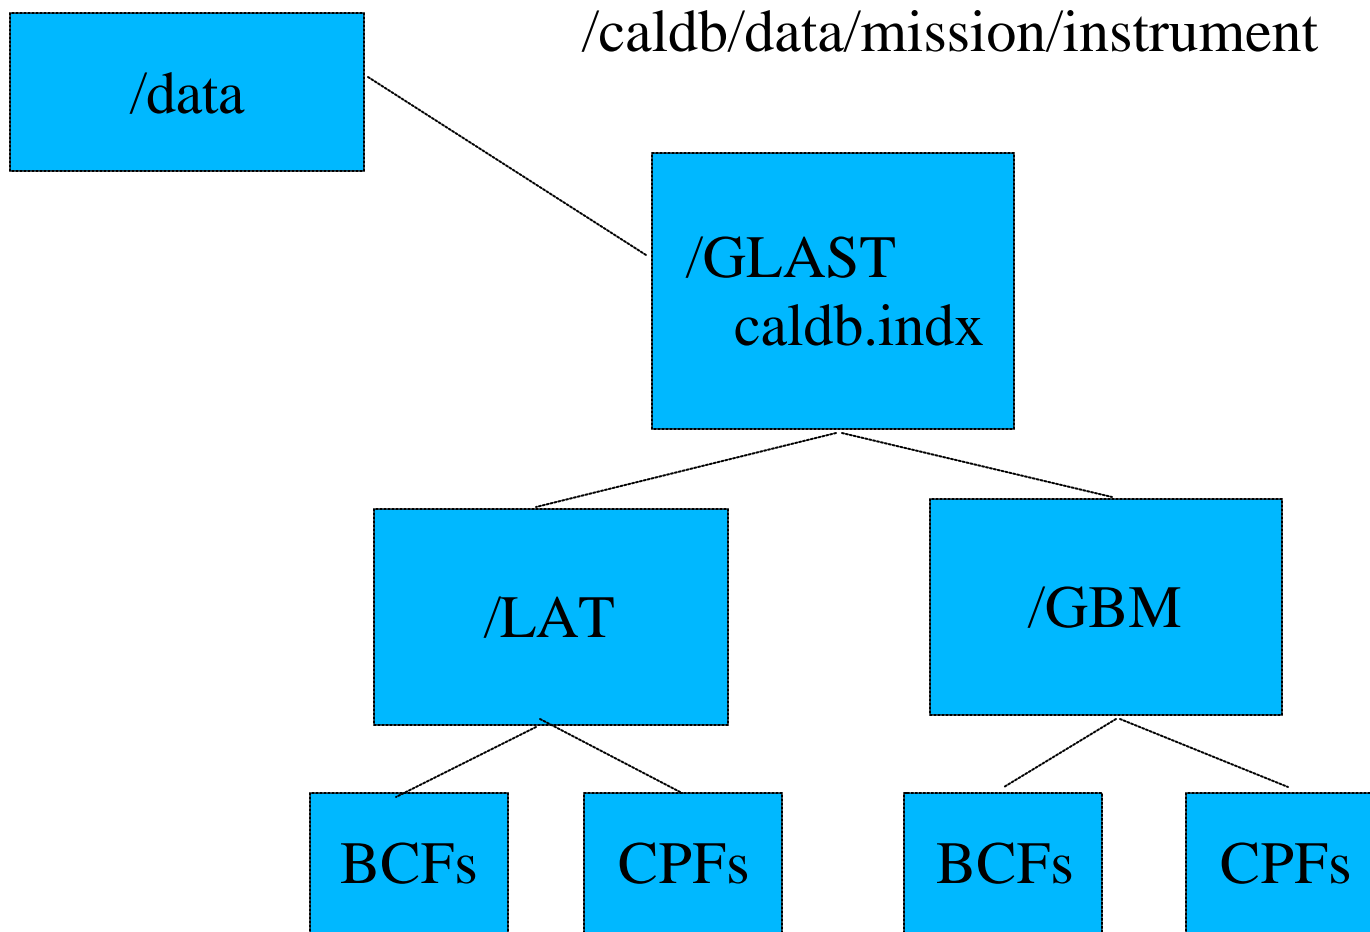 /caldb/data/mission/instrument
/data
/GLAST
caldb.indx
/LAT
/GBM
BCFs
CPFs
BCFs
CPFs